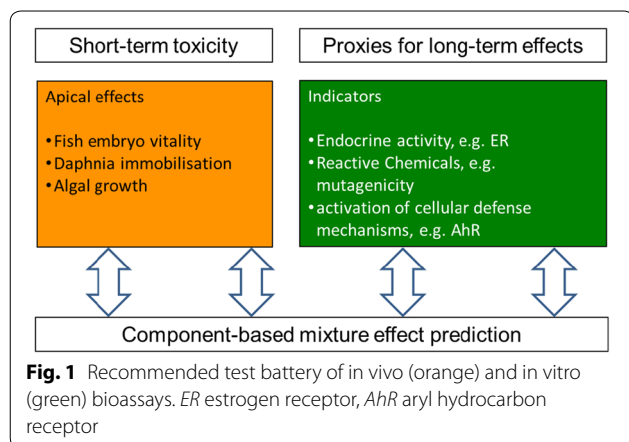 Short-term toxicity
Proxies for long-term effects
Apical effects
•Fish embryo vitality
•Daphnia immobilisation
•Algal growth
Indicators
•Endocrine activity, e.g. ER
•Reactive Chemicals, e.g.
mutagenicity
•activation of cellular defense
mechanisms, e.g. AhR
Component-based mixture effect prediction
Fig. 1 Recommended test battery of in vivo (orange) and in vitro
(green) bioassays. ER estrogen receptor, AhR aryl hydrocarbon
receptor